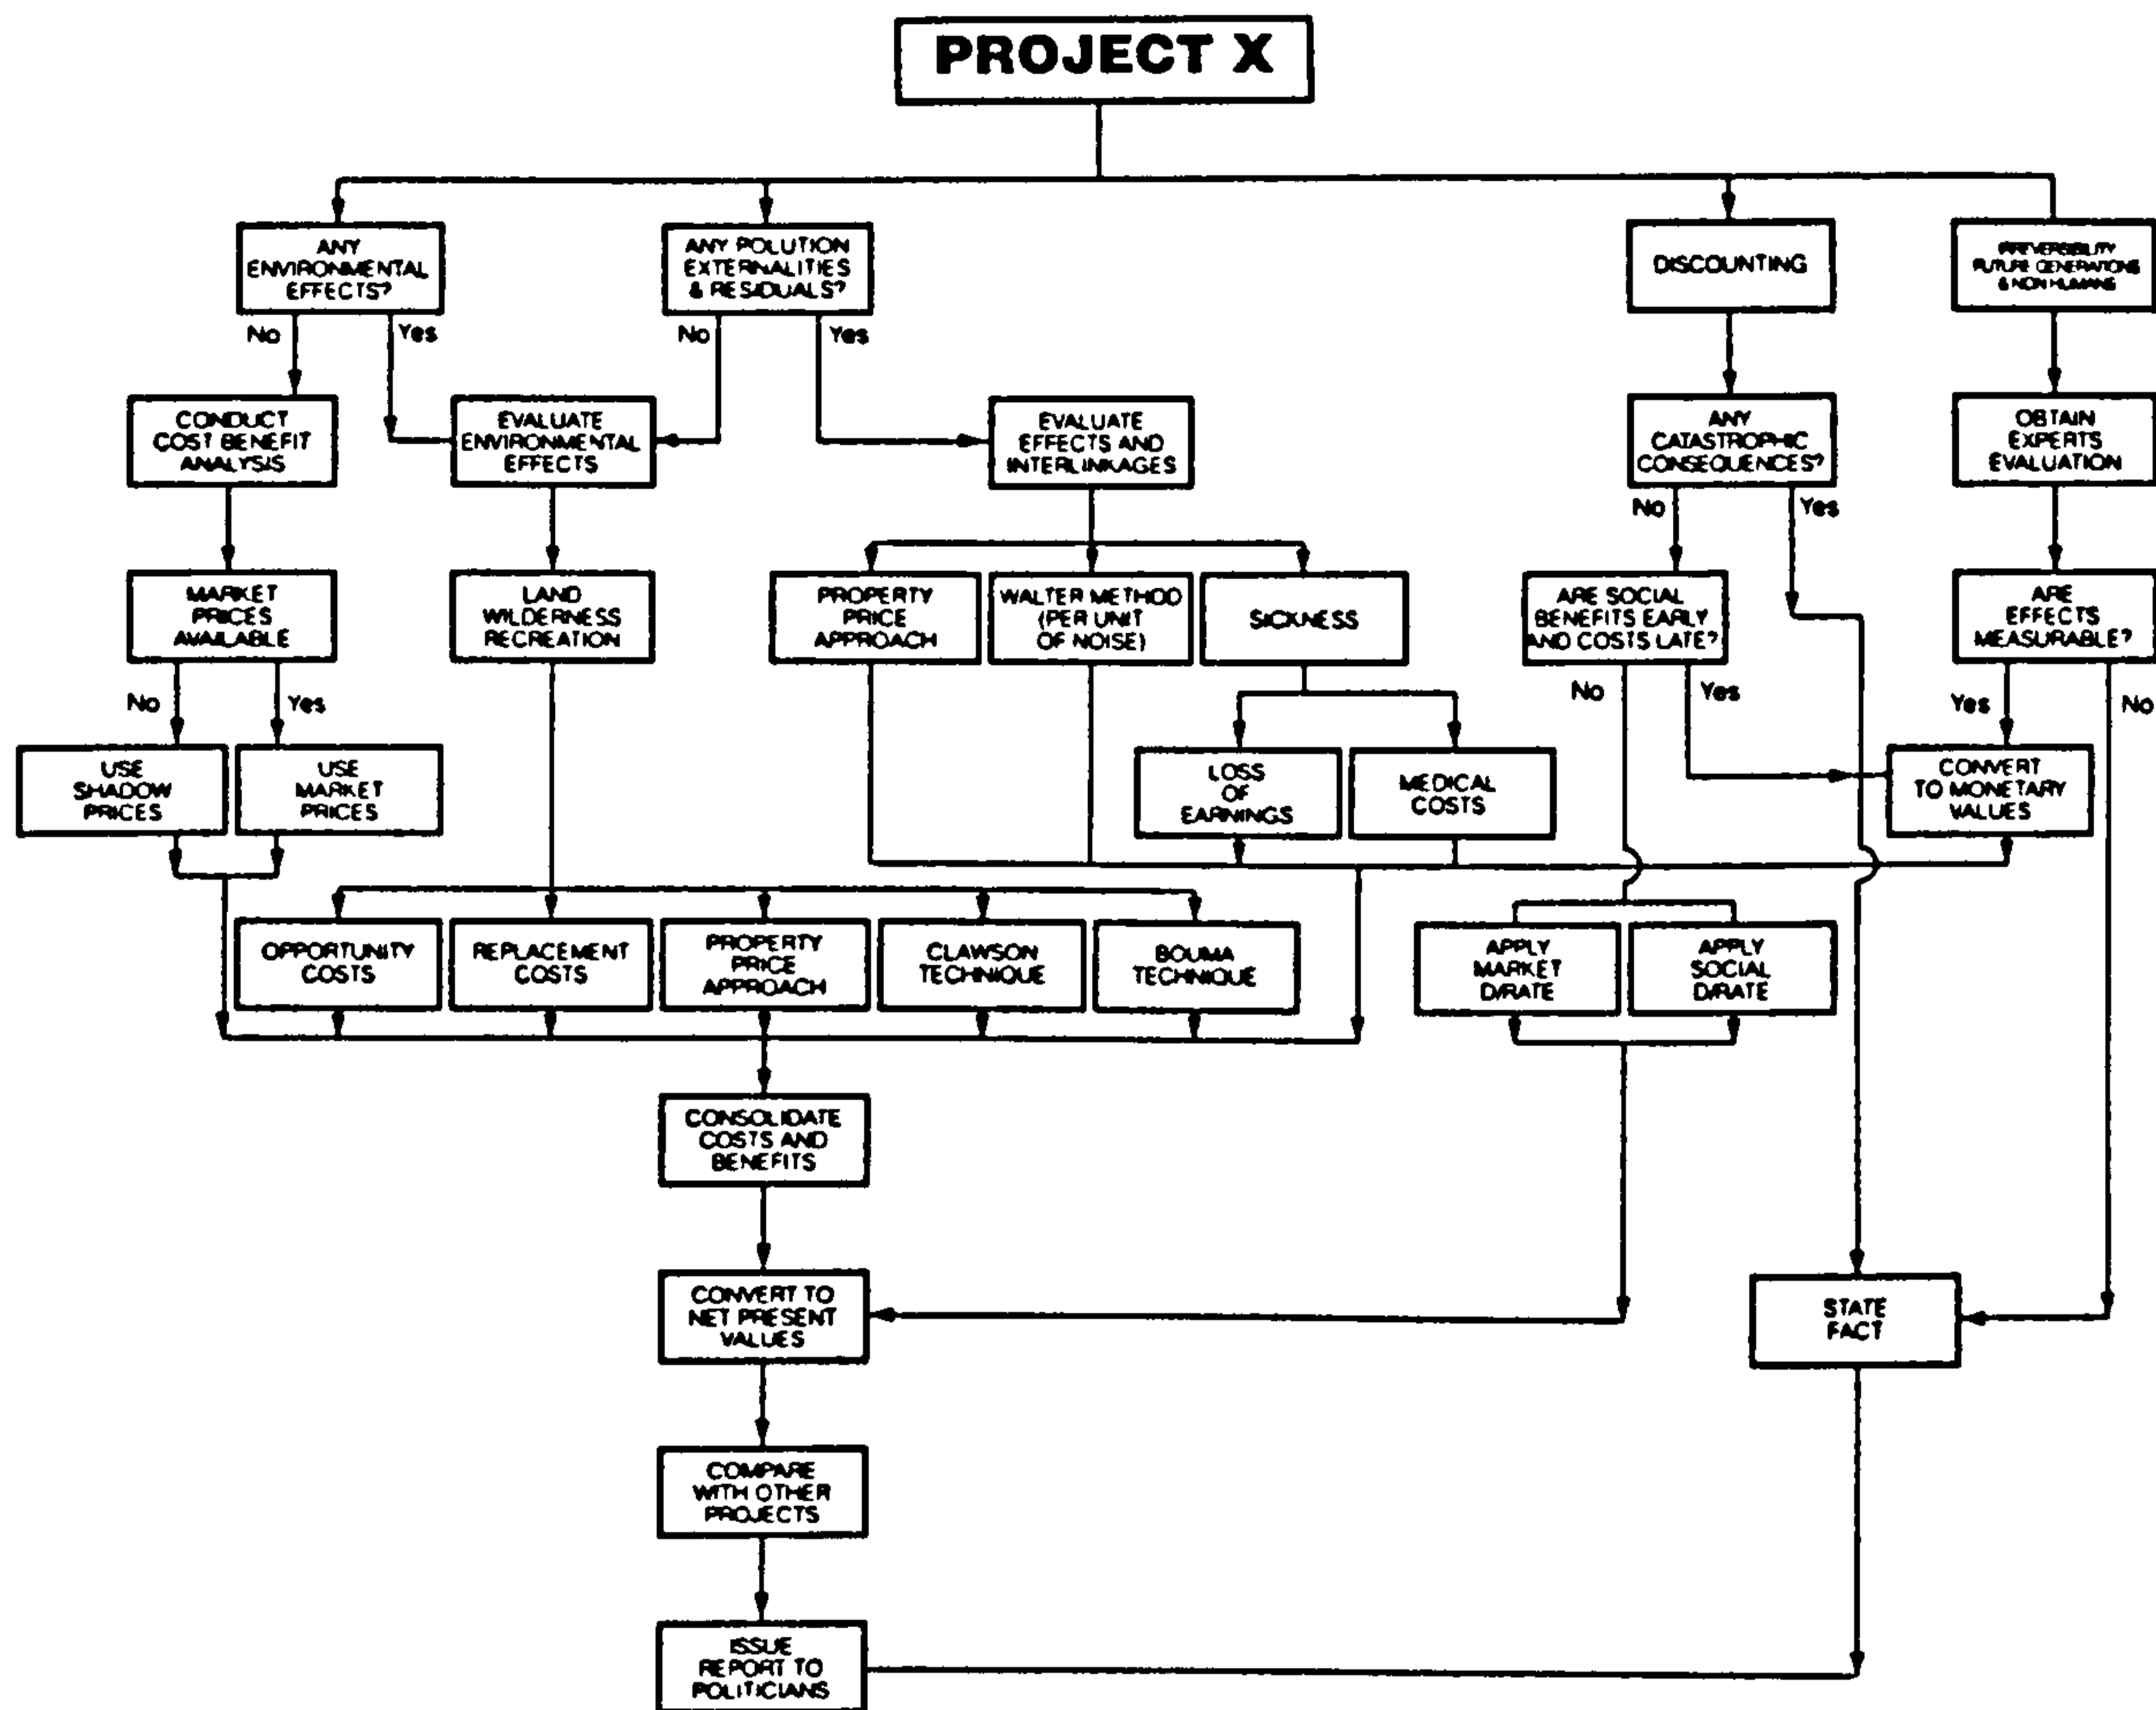 PROJECT X
ANY
ENVIRONMENTAL
EFFECTS?
ANY POLUTION
EXTERNALITIES
& RESIDUALS?
DISCOUNTING
IRREVERSIBILITY
FUTURE GENERATIONS
& NON HUMANS
No
Yes
No
Yes
CONDUCT
COST BENEFIT
ANALYSIS
EVALUATE
ENVIRONMENTAL
EFFECTS
EVALUATE
EFFECTS AND
INTERLINKAGES
ANY
CATASTROPHIC
CONSEQUENCES?
OBTAIN
EXPERTS
EVALUATION
No
Yes
MARKET
PRICES
AVAILABLE
LAND
WILDERNESS
RECREATION
PROPERTY
PRICE
APPROACH
WALTER METHOD
(PER UNIT
OF NOISE)
SICKNESS
ARE SOCIAL
BENEFITS EARLY
AND COSTS LATE?
ARE
EFFECTS
MEASURABLE?
No
Yes
No
Yes
Yes
No
USE
SHADOW
PRICES
USE
MARKET
PRICES
LOSS
OF
EARNINGS
MEDICAL
COSTS
CONVERT
TO MONETARY
VALUES
OPPORTUNITY
COSTS
REPLACEMENT
COSTS
PROPERTY
PRICE
APPROACH
CLAWSON
TECHNIQUE
BOUMA
TECHNIQUE
APPLY
MARKET
D/RATE
APPLY
SOCIAL
D/RATE
CONSOLIDATE
COSTS AND
BENEFITS
CONVERT TO
NET PRESENT
VALUES
STATE
FACT
COMPARE
WITH OTHER
PROJECTS
ISSUE
REPORT TO
POLITICIANS